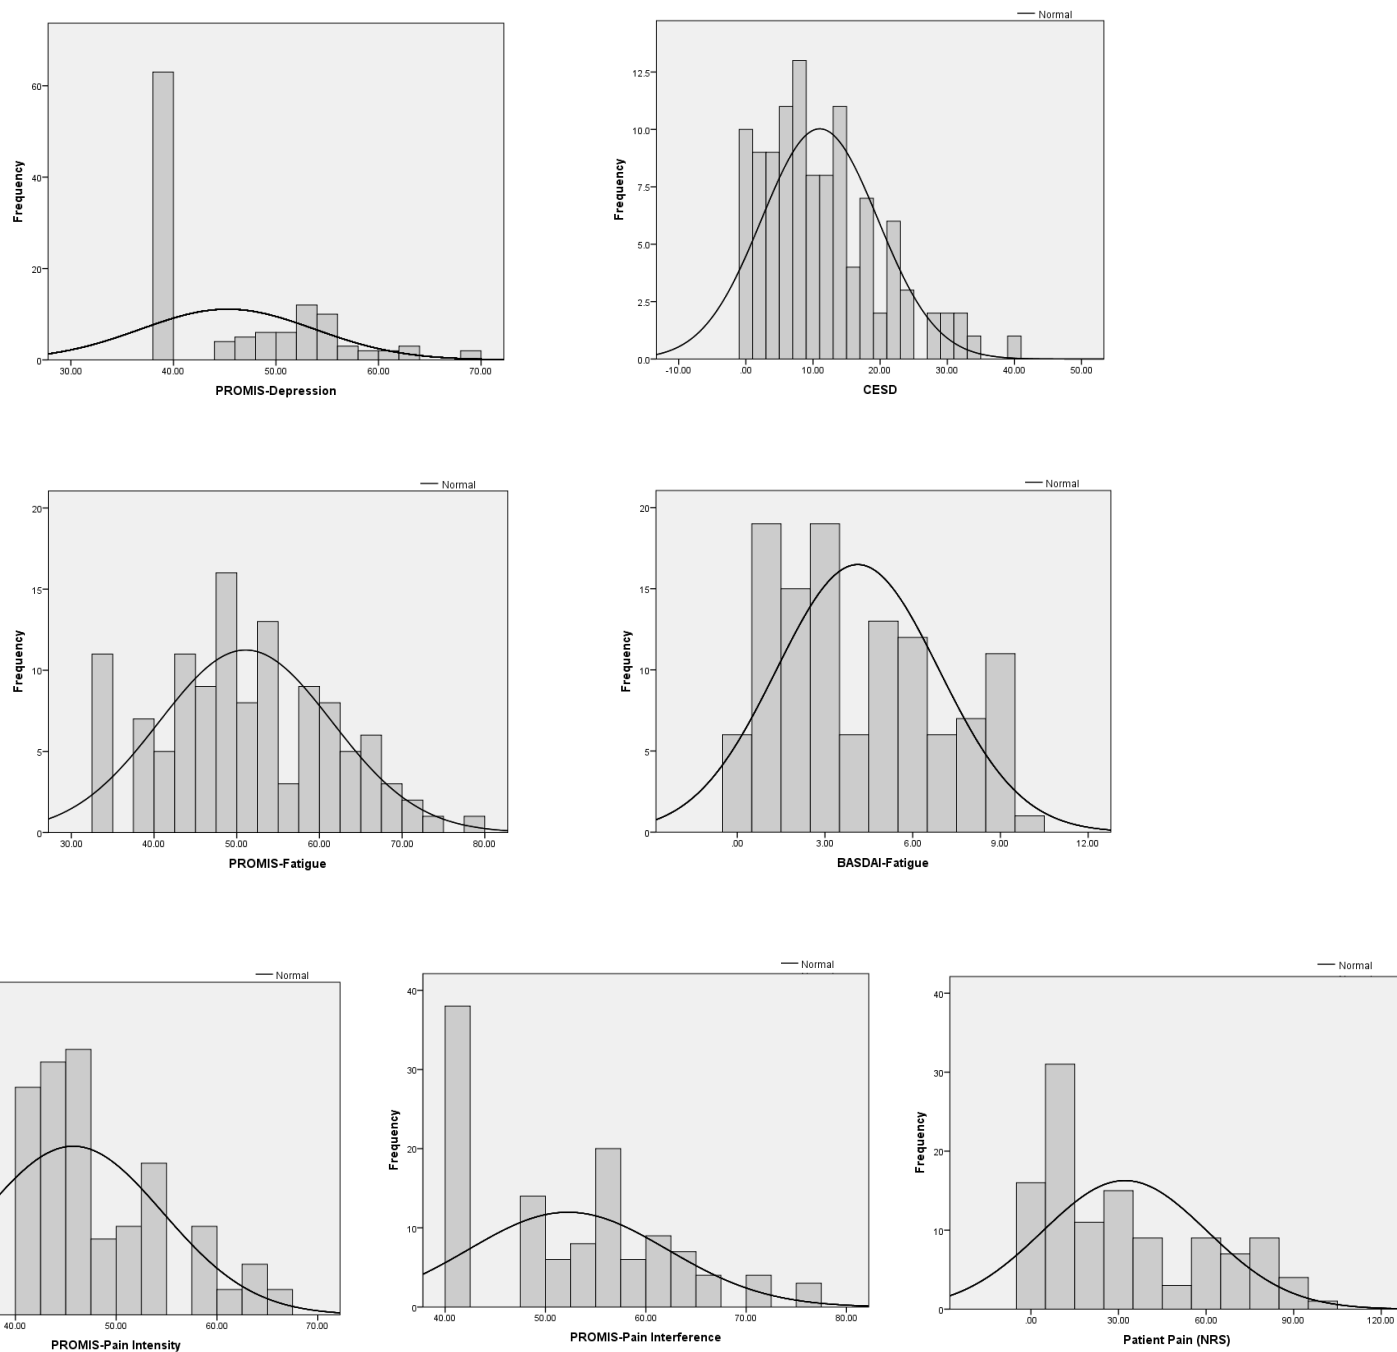 Normal
60
40
20
0
Frequency
30.00 40.00 50.00 60.00 70.00
PROMIS-Depression
12.5
10.0
7.5
5.0
2.5
0.0
Frequency
-10.00 .00 10.00 20.00 30.00 40.00 50.00
CESD
Normal
20
15
10
5
0
Frequency
30.00 40.00 50.00 60.00 70.00 80.00
PROMIS-Fatigue
Normal
20
15
10
5
0
Frequency
.00 3.00 6.00 9.00 12.00
BASDAI-Fatigue
Normal
40.00 50.00 60.00 70.00
PROMIS-Pain Intensity
Normal
40
30
20
10
0
Frequency
40.00 50.00 60.00 70.00 80.00
PROMIS-Pain Interference
Normal
40
30
20
10
0
Frequency
.00 30.00 60.00 90.00 120.00
Patient Pain (NRS)